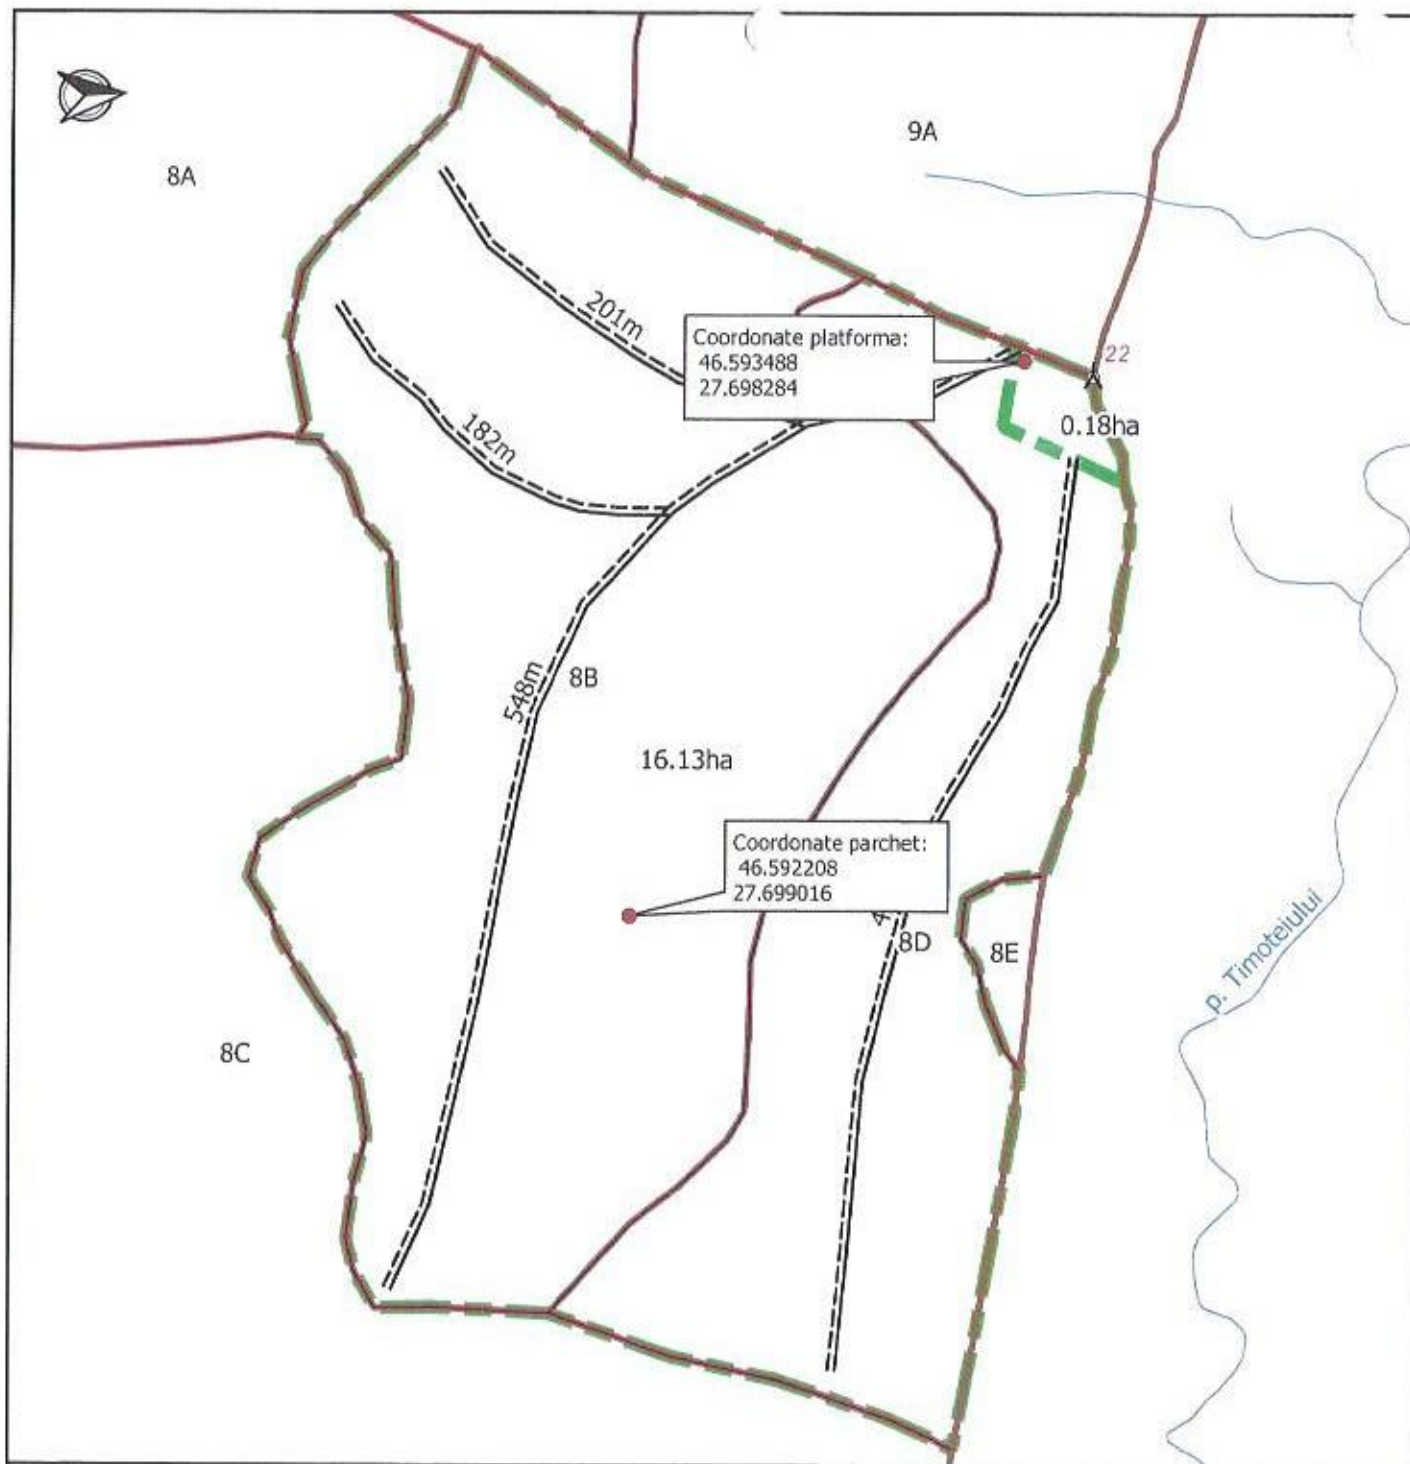 9A
8A
201m
Coordonate platforma:
46.593488
27.698284
22
0.18ha
182m
548m
8B
16.13ha
Coordonate parchet:
46.592208
27.699016
8D
8E
p. Timoteiului
8C